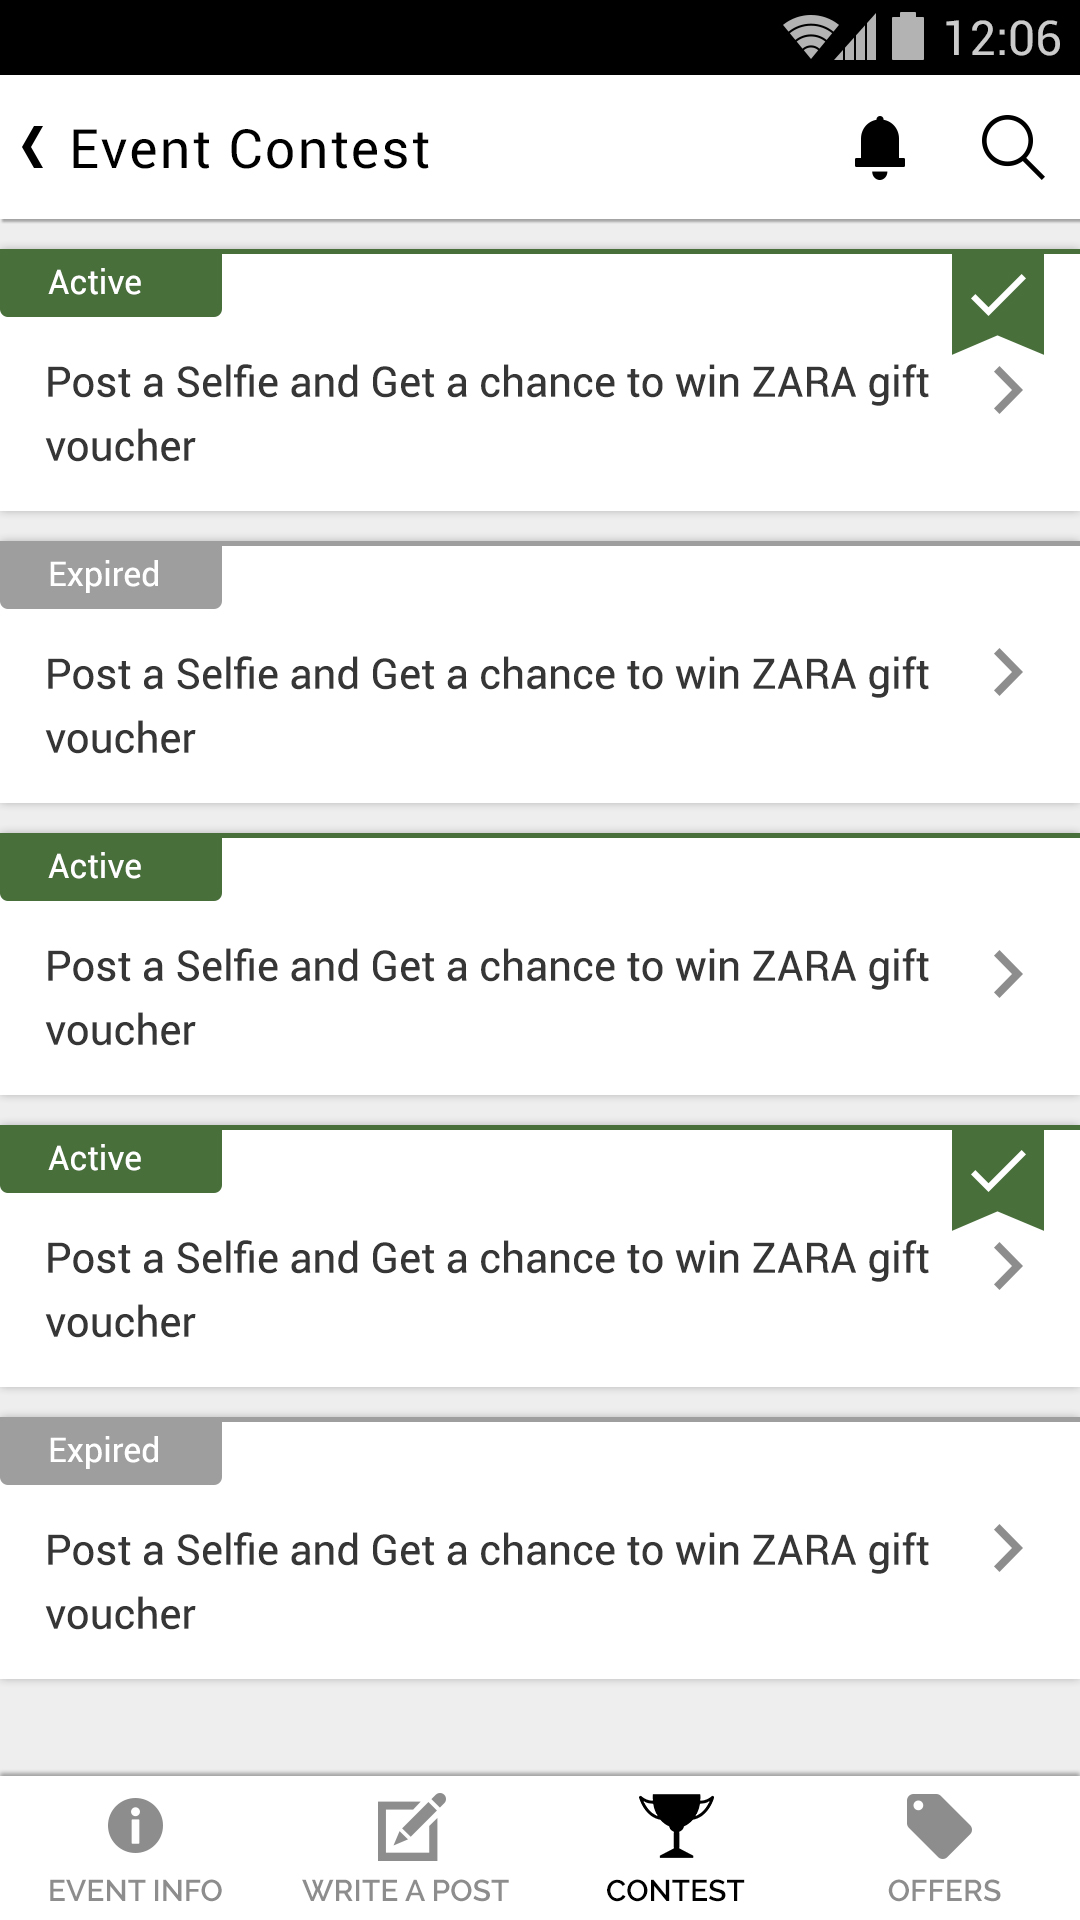 12:06
Event Contest
Active
Post a Selfie and Get a chance to win ZARA gift
voucher
Expired
Post a Selfie and Get a chance to win ZARA gift
voucher
Active
Post a Selfie and Get a chance to win ZARA gift
voucher
Active
Post a Selfie and Get a chance to win ZARA gift
voucher
Expired
Post a Selfie and Get a chance to win ZARA gift
voucher
EVENT INFO
WRITE A POST
CONTEST
OFFERS